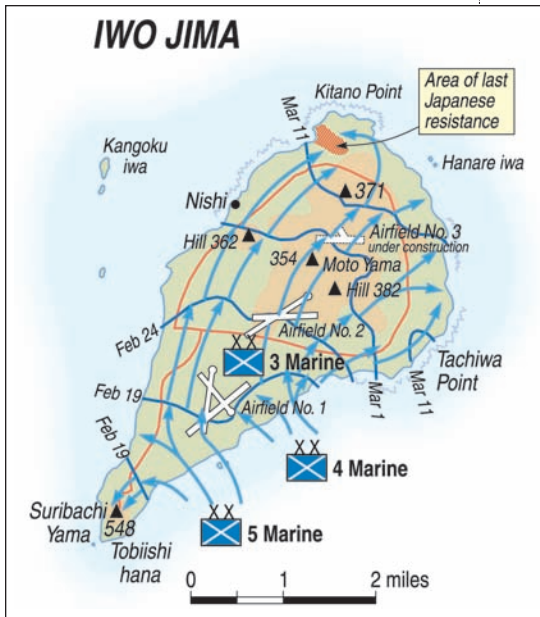 IWO JIMA
Kitano Point
Area of last
Japanese
resistance
Mar 11
Kangoku
iwa
Hanare iwa
371
Nishi
Hill 362
Airfield No. 3
under construction
354
Moto Yama
Hill 382
Feb 24
Airfield No. 2
Tachiwa
Point
XX
3 Marine
Mar 1
Mar 11
Feb 19
Airfield No. 1
Feb 19
XX
4 Marine
Suribachi
Yama
548
XX
5 Marine
Tobiishi
hana
0 1 2 miles